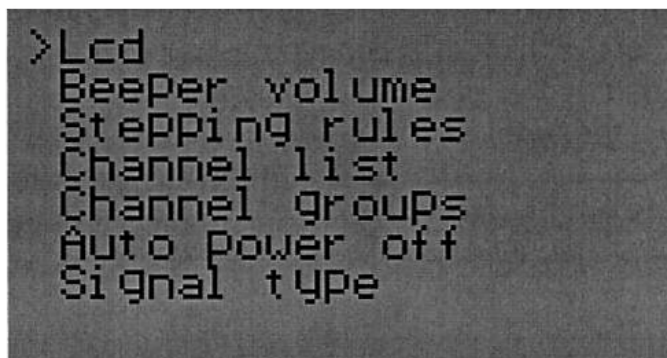 >Lcd
Beeper volume
Stepping rules
Channel list
Channel groups
Auto power off
Signal type